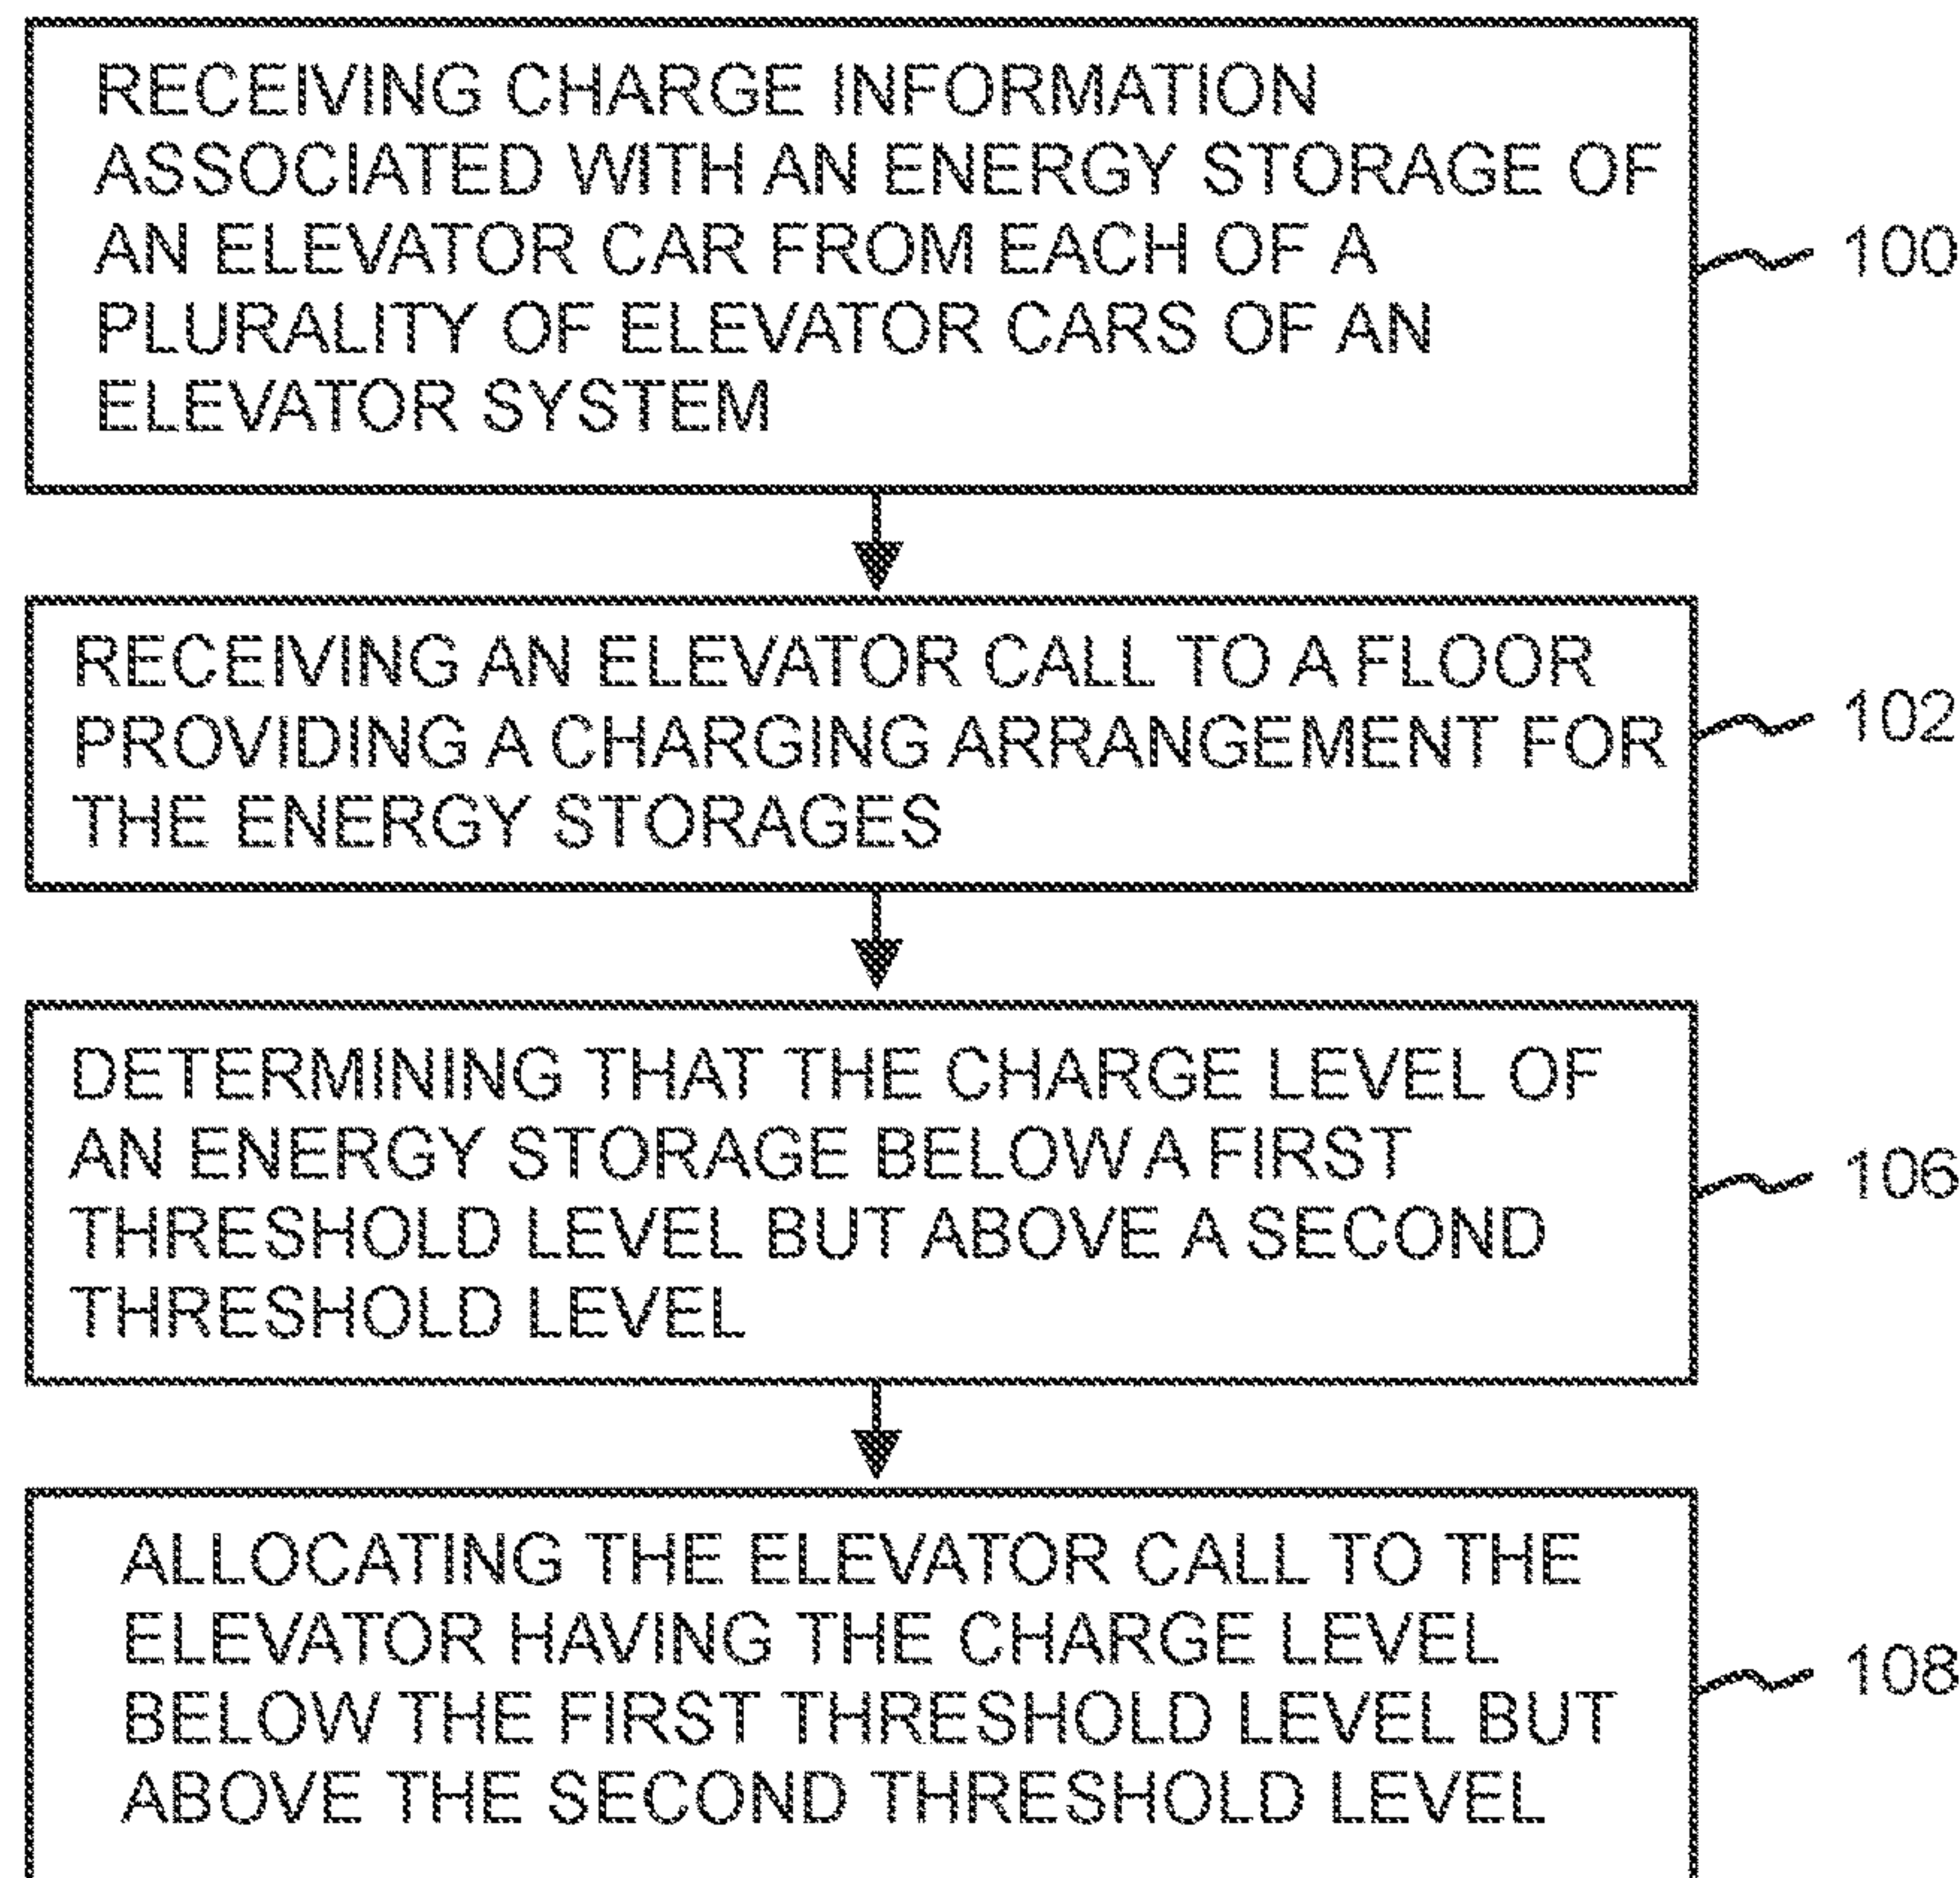 RECEIVING CHARGE INFORMATION
ASSOCIATED WITH AN ENERGY STORAGE OF
AN ELEVATOR CAR FROM EACH OF A
PLURALITY OF ELEVATOR CARS OF AN
ELEVATOR SYSTEM
100
RECEIVING AN ELEVATOR CALL TO A FLOOR
PROVIDING A CHARGING ARRANGEMENT FOR
THE ENERGY STORAGES
102
DETERMINING THAT THE CHARGE LEVEL OF
AN ENERGY STORAGE BELOW A FIRST
THRESHOLD LEVEL BUT ABOVE A SECOND
THRESHOLD LEVEL
106
ALLOCATING THE ELEVATOR CALL TO THE
ELEVATOR HAVING THE CHARGE LEVEL
BELOW THE FIRST THRESHOLD LEVEL BUT
ABOVE THE SECOND THRESHOLD LEVEL
108